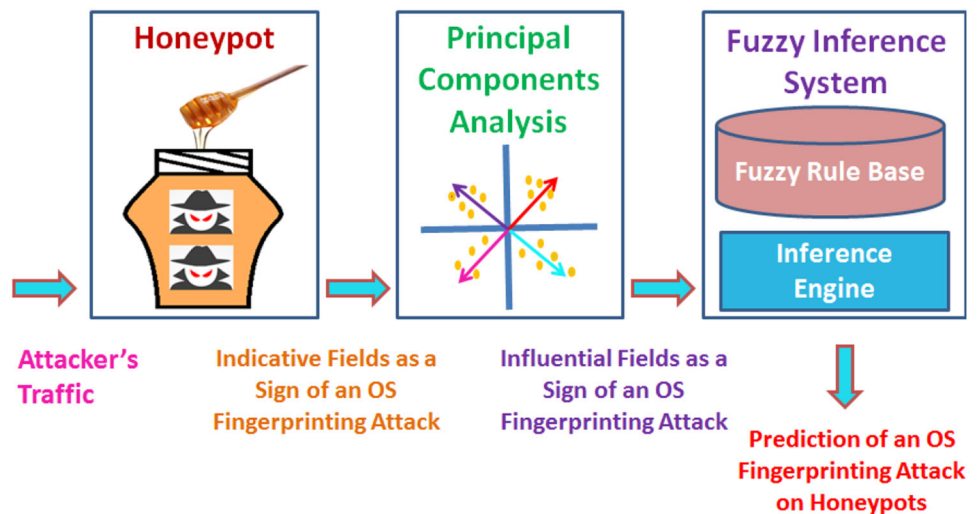 Honeypot
Principal
Components
Analysis
Fuzzy Inference
System
Fuzzy Rule Base
Inference
Engine
Attacker's
Traffic
Indicative Fields as a
Sign of an OS
Fingerprinting Attack
Influential Fields as a
Sign of an OS
Fingerprinting Attack
Prediction of an OS
Fingerprinting Attack
on Honeypots